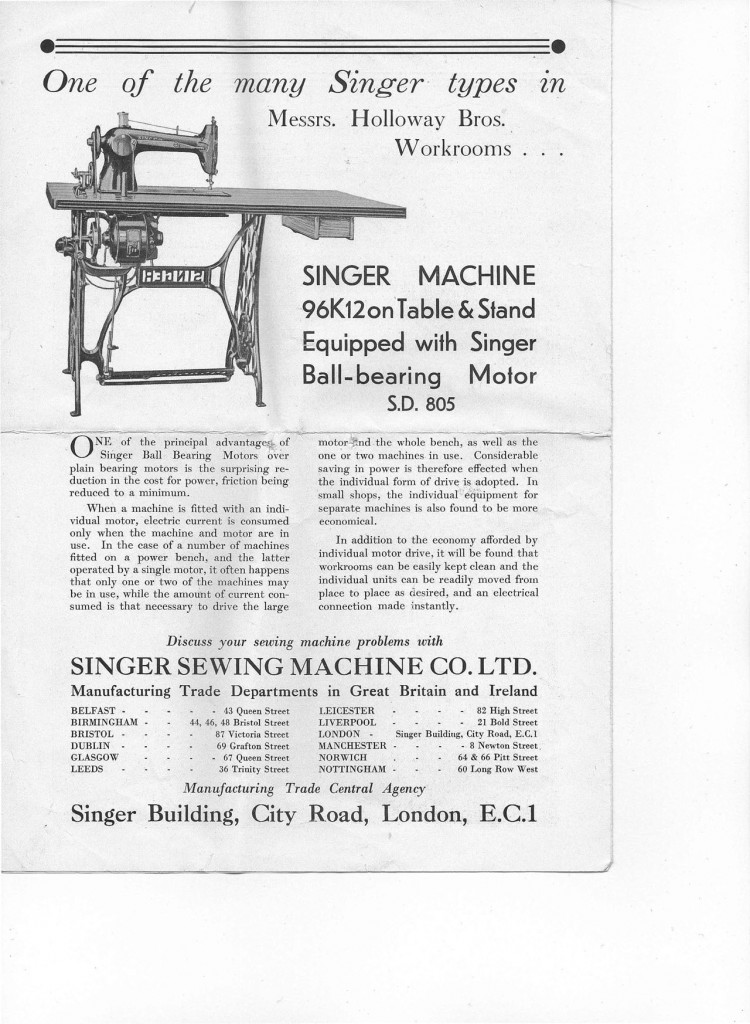 One of the many Singer types in
Messrs. Holloway Bros.
Workrooms . . .
SINGER
SINGER MACHINE
96K12 on Table & Stand
Equipped with Singer
Ball-bearing Motor
S.D. 805
ONE of the principal advantages of
Singer Ball Bearing Motors over
plain bearing motors is the surprising re-
duction in the cost for power, friction being
reduced to a minimum.
When a machine is fitted with an indi-
vidual motor, electric current is consumed
only when the machine and motor are in
use. In the case of a number of machines
fitted on a power bench, and the latter
operated by a single motor, it often happens
that only one or two of the machines may
be in use, while the amount of current con-
sumed is that necessary to drive the large
motor and the whole bench, as well as the
one or two machines in use. Considerable
saving in power is therefore effected when
the individual form of drive is adopted. In
small shops, the individual equipment for
separate machines is also found to be more
economical.
In addition to the economy afforded by
individual motor drive, it will be found that
workrooms can be easily kept clean and the
individual units can be readily moved from
place to place as desired, and an electrical
connection made instantly.
Discuss your sewing machine problems with
SINGER SEWING MACHINE CO. LTD.
Manufacturing Trade Departments in Great Britain and Ireland
BELFAST - - - - 43 Queen Street
BIRMINGHAM - - 44, 46, 48 Bristol Street
BRISTOL - - - 87 Victoria Street
DUBLIN - - - - 69 Grafton Street
GLASGOW - - - 67 Queen Street
LEEDS - - - - 36 Trinity Street
LEICESTER - - - - 82 High Street
LIVERPOOL - - - - 21 Bold Street
LONDON - Singer Building, City Road, E.C.1
MANCHESTER - - - - 8 Newton Street
NORWICH - - - 64 & 66 Pitt Street
NOTTINGHAM - - - 60 Long Row West
Manufacturing Trade Central Agency
Singer Building, City Road, London, E.C.1